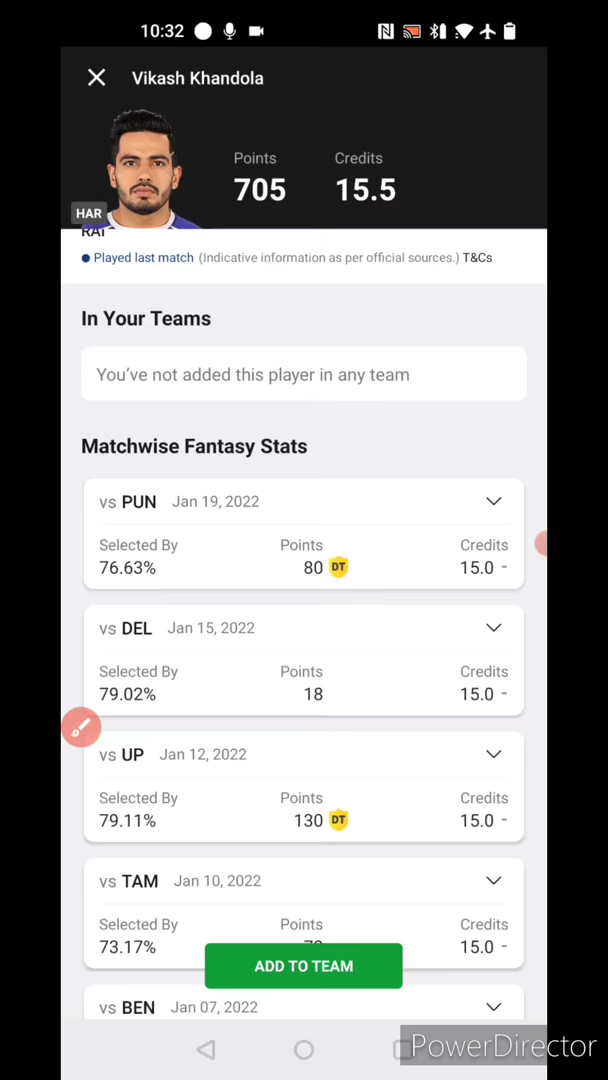 10:32
Vikash Khandola
Points
Credits
705
15.5
HAR
RAI
Played last match (Indicative information as per official sources.) T&Cs
In Your Teams
You've not added this player in any team
Matchwise Fantasy Stats
vs PUN Jan 19, 2022
Selected By Points Credits
76.63% 80 DT 15.0 -
vs DEL Jan 15, 2022
Selected By Points Credits
79.02% 18 15.0 -
vs UP Jan 12, 2022
Selected By Points Credits
79.11% 130 DT 15.0 -
vs TAM Jan 10, 2022
Selected By Points Credits
73.17% 15.0 -
ADD TO TEAM
vs BEN Jan 07, 2022
PowerDirector